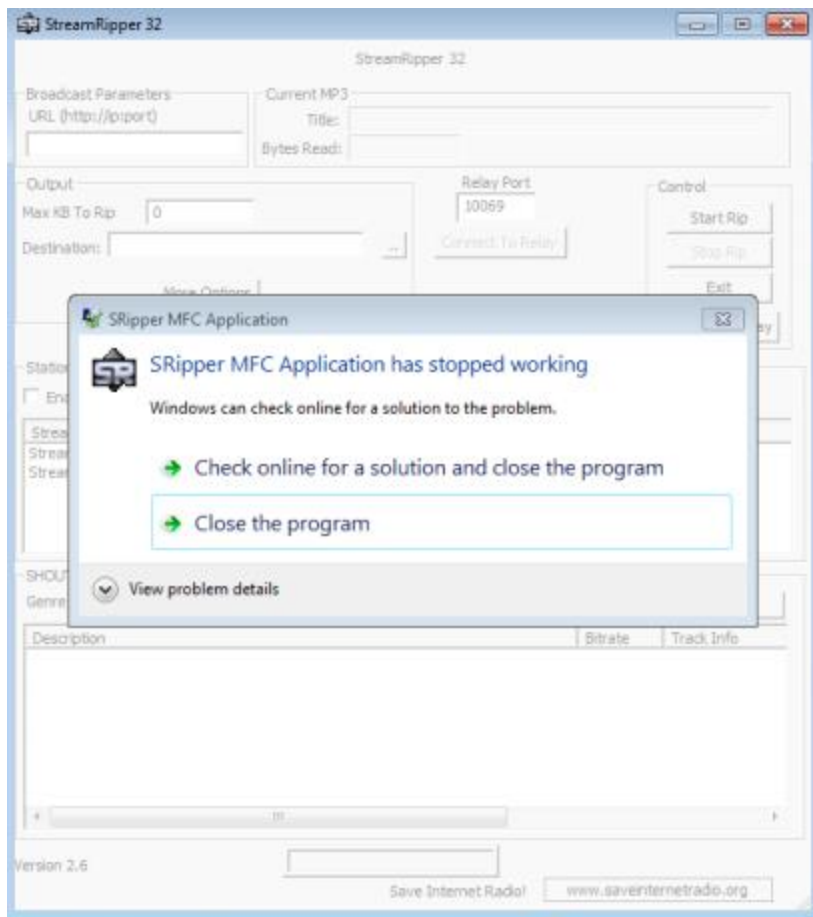 StreamRipper 32
StreamRipper 32
Broadcast Parameters
Current MP3
URL (http://ip:port)
Title:
Bytes Read:
Output
Relay Port
Control
Max KB To Rip
0
10069
Start Rip
Destination:
...
Connect To Relay
Stop Rip
More Options
Exit
SRipper MFC Application
SRipper MFC Application has stopped working
Windows can check online for a solution to the problem.
Check online for a solution and close the program
Close the program
View problem details
Genre
Description
Bitrate
Track Info
Version 2.6
Save Internet Radio!
www.saveinternetradio.org